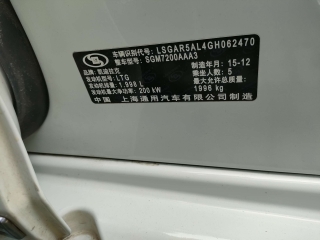 车辆识别代号: LSGAR5AL4GH062470
整车型号: SGM7200AAA3
品牌: 凯迪拉克 制造年月: 15-12
发动机型号: LTG 乘坐人数: 5
发动机排量: 1.998 L 最大允许总质量:
发动机最大净功率: 200 kW 1996 kg
中国 上海通用汽车有限公司 制造